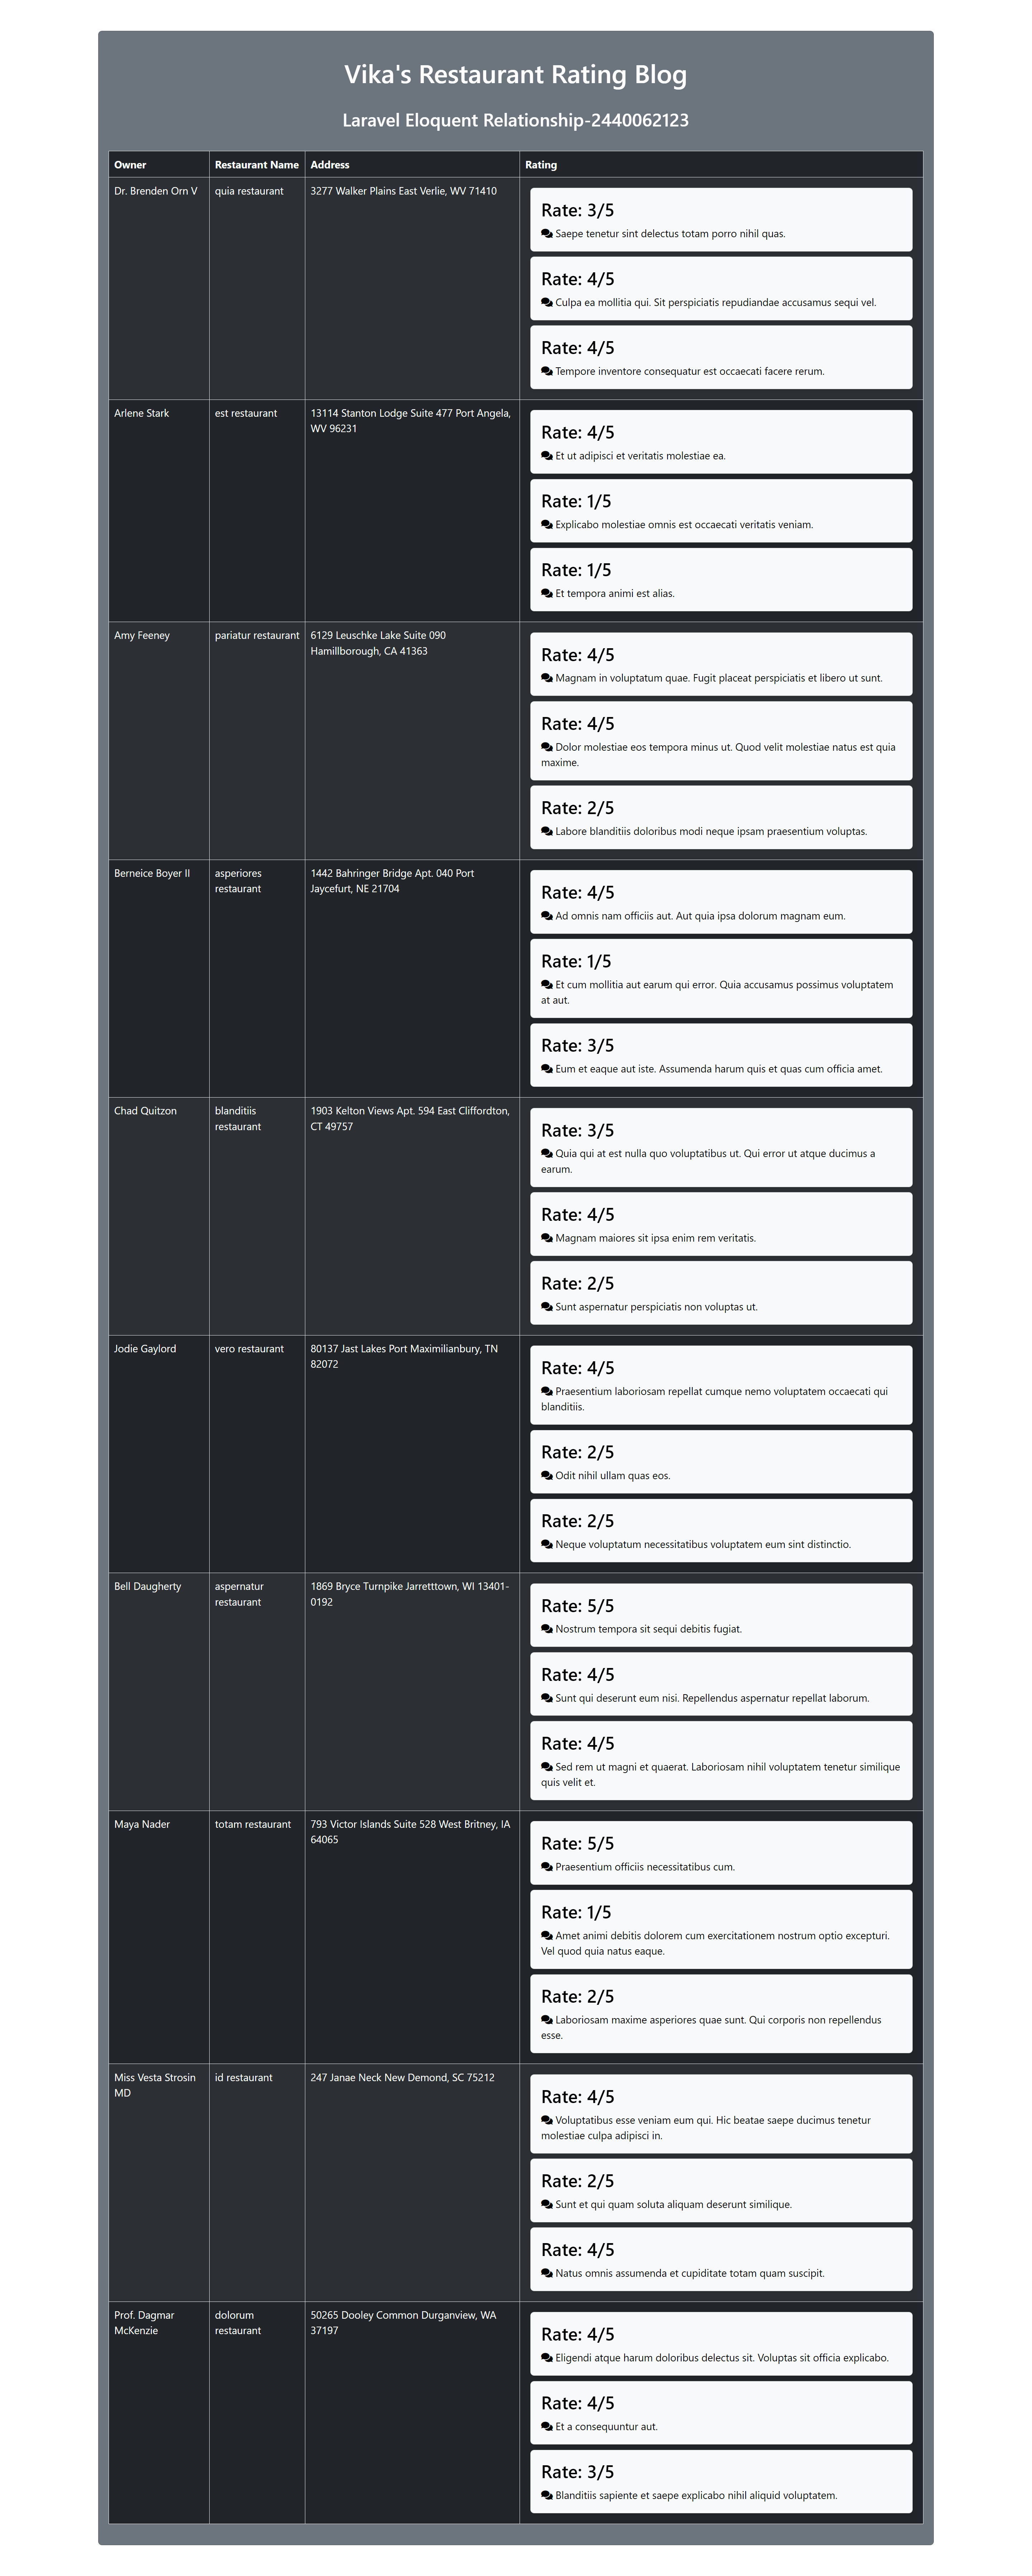 Vika's Restaurant Rating Blog
Laravel Eloquent Relationship-2440062123
Owner Restaurant Name Address Rating
Dr. Brenden Orn V quia restaurant 3277 Walker Plains East Verlie, WV 71410
Rate: 3/5
Saepe tenetur sint delectus totam porro nihil quas.
Rate: 4/5
Culpa ea mollitia qui. Sit perspiciatis repudiandae accusamus sequi vel.
Rate: 4/5
Tempore inventore consequatur est occaecati facere rerum.
Arlene Stark est restaurant 13114 Stanton Lodge Suite 477 Port Angela,
WV 96231
Rate: 4/5
Et ut adipisci et veritatis molestiae ea.
Rate: 1/5
Explicabo molestiae omnis est occaecati veritatis veniam.
Rate: 1/5
Et tempora animi est alias.
Amy Feeney pariatur restaurant 6129 Leuschke Lake Suite 090
Hamillborough, CA 41363
Rate: 4/5
Magnam in voluptatum quae. Fugit placeat perspiciatis et libero ut sunt.
Rate: 4/5
Dolor molestiae eos tempora minus ut. Quod velit molestiae natus est quia
maxime.
Rate: 2/5
Labore blanditiis doloribus modi neque ipsam praesentium voluptas.
Berneice Boyer II asperiores 1442 Bahringer Bridge Apt. 040 Port
restaurant Jaycefurt, NE 21704
Rate: 4/5
Ad omnis nam officiis aut. Aut quia ipsa dolorum magnam eum.
Rate: 1/5
Et cum mollitia aut earum qui error. Quia accusamus possimus voluptatem
at aut.
Rate: 3/5
Eum et eaque aut iste. Assumenda harum quis et quas cum officia amet.
Chad Quitzon blanditiis 1903 Kelton Views Apt. 594 East Cliffordton,
restaurant CT 49757
Rate: 3/5
Quia qui at est nulla quo voluptatibus ut. Qui error ut atque ducimus a
earum.
Rate: 4/5
Magnam maiores sit ipsa enim rem veritatis.
Rate: 2/5
Sunt aspernatur perspiciatis non voluptas ut.
Jodie Gaylord vero restaurant 80137 Jast Lakes Port Maximilianbury, TN
82072
Rate: 4/5
Praesentium laboriosam repellat cumque nemo voluptatem occaecati qui
blanditiis.
Rate: 2/5
Odit nihil ullam quas eos.
Rate: 2/5
Neque voluptatum necessitatibus voluptatem eum sint distinctio.
Bell Daugherty aspernatur 1869 Bryce Turnpike Jarretttown, WI 13401-
restaurant 0192
Rate: 5/5
Nostrum tempora sit sequi debitis fugiat.
Rate: 4/5
Sunt qui deserunt eum nisi. Repellendus aspernatur repellat laborum.
Rate: 4/5
Sed rem ut magni et quaerat. Laboriosam nihil voluptatem tenetur similique
quis velit et.
Maya Nader totam restaurant 793 Victor Islands Suite 528 West Britney, IA
64065
Rate: 5/5
Praesentium officiis necessitatibus cum.
Rate: 1/5
Amet animi debitis dolorem cum exercitationem nostrum optio excepturi.
Vel quod quia natus eaque.
Rate: 2/5
Laboriosam maxime asperiores quae sunt. Qui corporis non repellendus
esse.
Miss Vesta Strosin id restaurant 247 Janae Neck New Demond, SC 75212
MD
Rate: 4/5
Voluptatibus esse veniam eum qui. Hic beatae saepe ducimus tenetur
molestiae culpa adipisci in.
Rate: 2/5
Sunt et qui quam soluta aliquam deserunt similique.
Rate: 4/5
Natus omnis assumenda et cupiditate totam quam suscipit.
Prof. Dagmar dolorum 50265 Dooley Common Durganview, WA
McKenzie restaurant 37197
Rate: 4/5
Eligendi atque harum doloribus delectus sit. Voluptas sit officia explicabo.
Rate: 4/5
Et a consequuntur aut.
Rate: 3/5
Blanditiis sapiente et saepe explicabo nihil aliquid voluptatem.